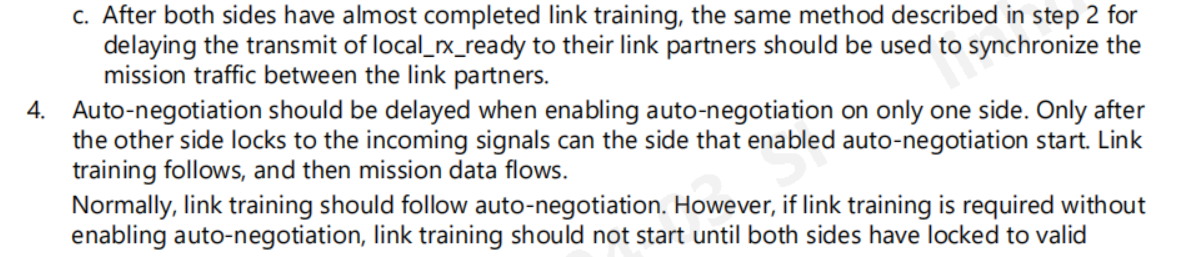 c. After both sides have almost completed link training, the same method described in step 2 for
delaying the transmit of local_rx_ready to their link partners should be used to synchronize the
mission traffic between the link partners.
4. Auto-negotiation should be delayed when enabling auto-negotiation on only one side. Only after
the other side locks to the incoming signals can the side that enabled auto-negotiation start. Link
training follows, and then mission data flows.
Normally, link training should follow auto-negotiation. However, if link training is required without
enabling auto-negotiation, link training should not start until both sides have locked to valid